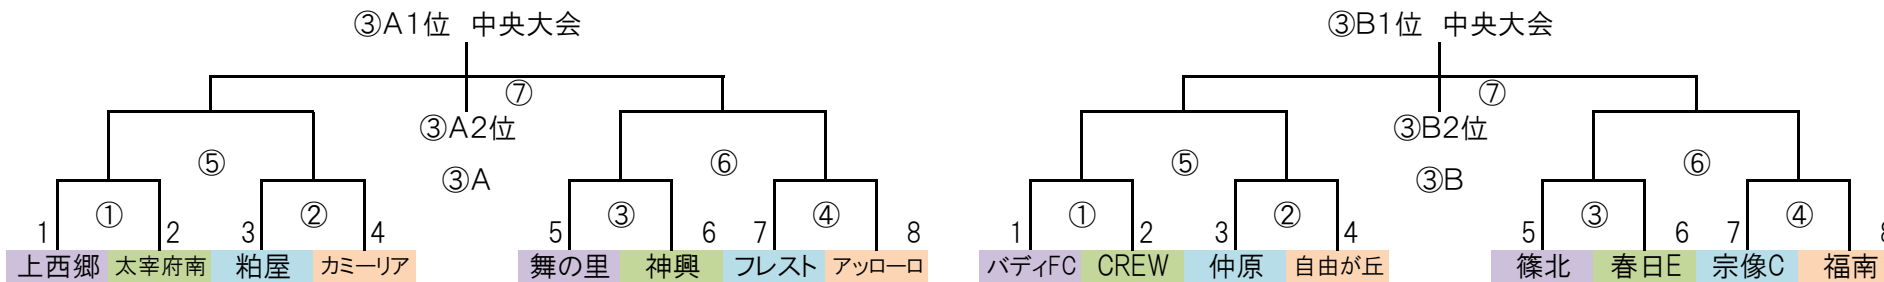 ③A1位 中央大会 ③B1位 中央大会
⑦ ⑦
③A2位 ③B2位
⑤ ⑥ ⑤ ⑥
③A ③B
① ② ③ ④ ① ② ③ ④
1 2 3 4 5 6 7 8 1 2 3 4 5 6 7 8
上西郷 太宰府南 粕屋 カミーリア 舞の里 神興 フレスト アッローロ バディFC CREW 仲原 自由が丘 篠北 春日E 宗像C 福南